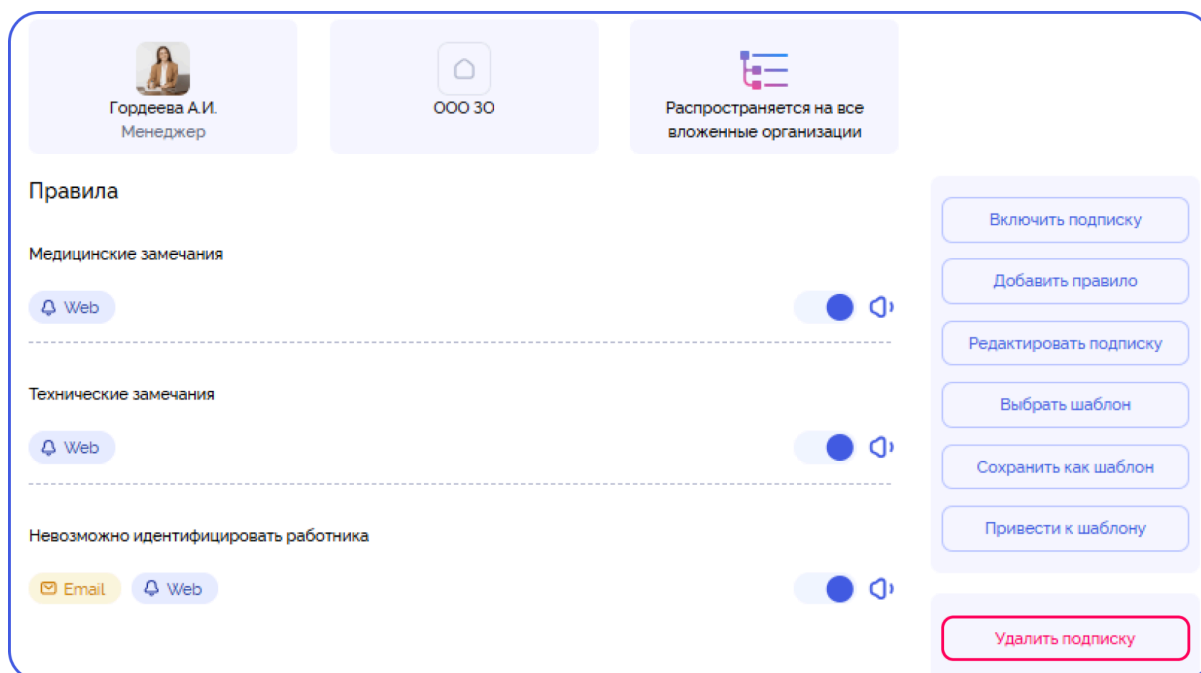 Гордеева А.И.
Менеджер
ООО ЗО
Распространяется на все
вложенные организации
Правила
Медицинские замечания
Web
Технические замечания
Web
Невозможно идентифицировать работника
Email
Web
Включить подписку
Добавить правило
Редактировать подписку
Выбрать шаблон
Сохранить как шаблон
Привести к шаблону
Удалить подписку